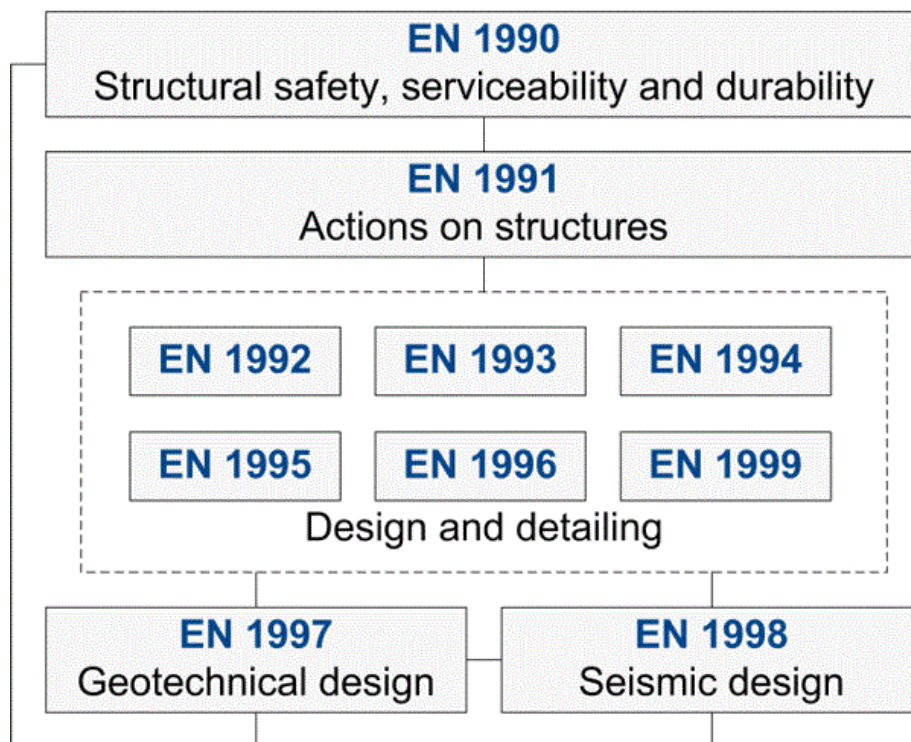 EN 1990
Structural safety, serviceability and durability
EN 1991
Actions on structures
EN 1992
EN 1993
EN 1994
EN 1995
EN 1996
EN 1999
Design and detailing
EN 1997
Geotechnical design
EN 1998
Seismic design